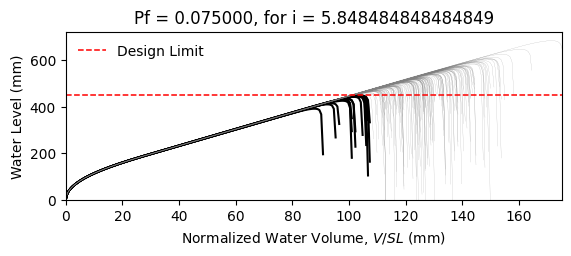 Pf = 0.075000, for i = 5.848484848484849
Water Level (mm)
600
400
200
0
Design Limit
0 20 40 60 80 100 120 140 160
Normalized Water Volume, V/SL (mm)